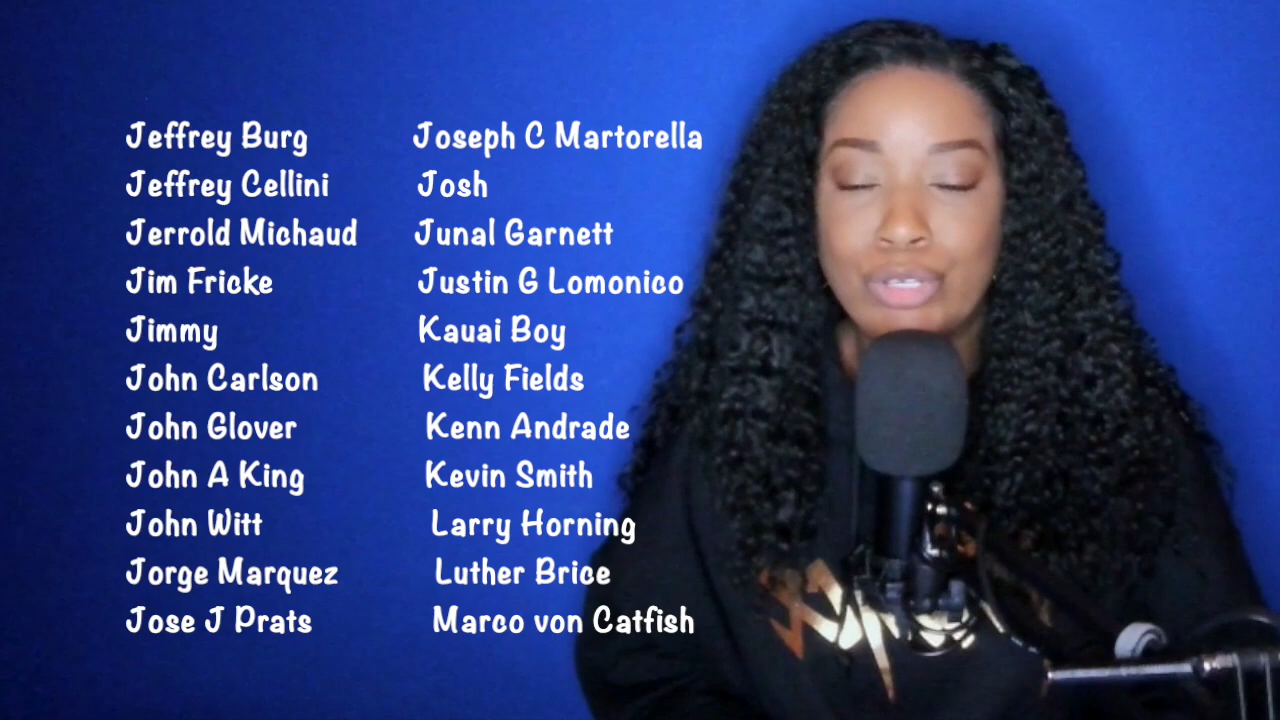 Jeffrey Burg
Jeffrey Cellini
Jerrold Michaud
Jim Fricke
Jimmy
John Carlson
John Glover
John A King
John Witt
Jorge Marquez
Jose J Prats
Joseph C Martorella
Josh
Junal Garnett
Justin G Lomonico
Kauai Boy
Kelly Fields
Kenn Andrade
Kevin Smith
Larry Horning
Luther Brice
Marco von Catfish